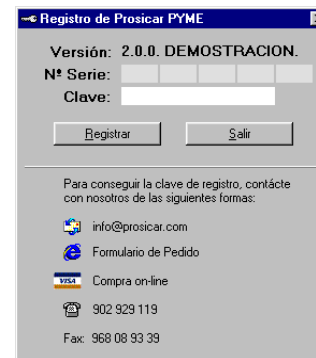 Registro de Prosicar PYME
Versión: 2.0.0. DEMOSTRACION.
Nº Serie:
Clave:
Registrar Salir
Para conseguir la clave de registro, contácte
con nosotros de las siguientes formas:
info@prosicar.com
Formulario de Pedido
VISA Compra on-line
902 929 119
Fax: 968 08 93 39